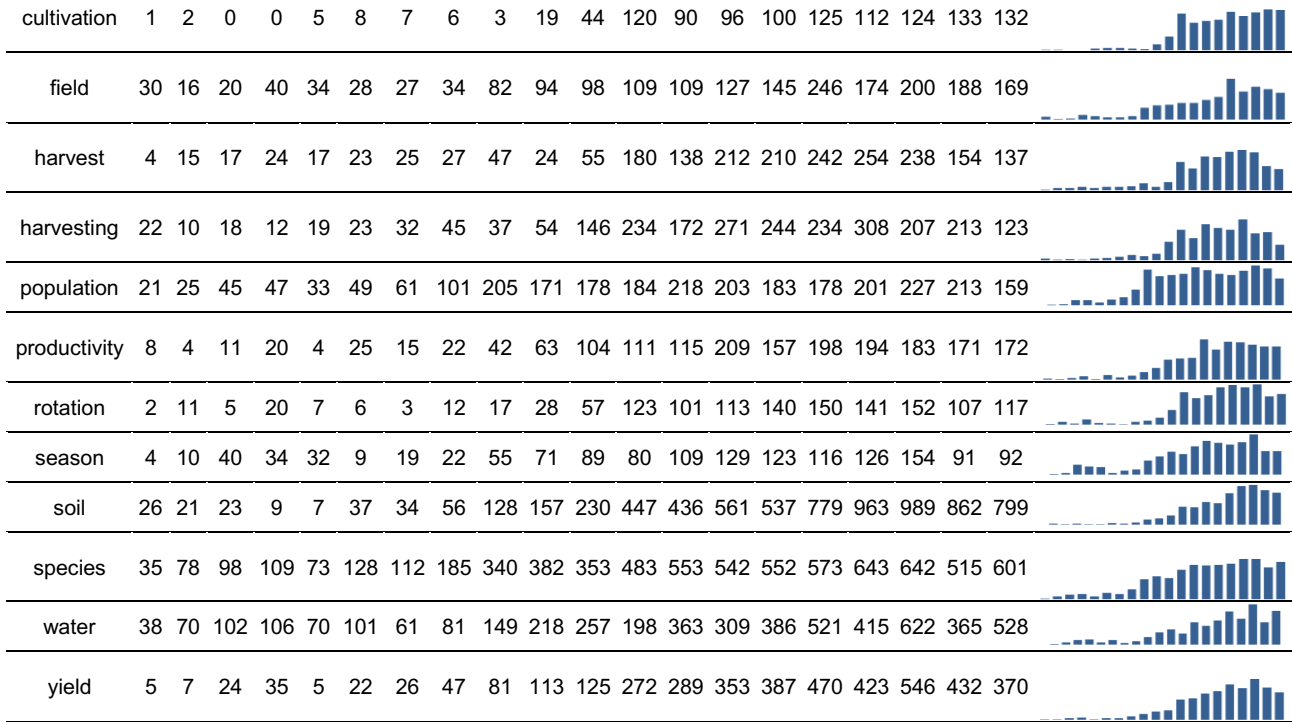 cultivation 1 2 0 0 5 8 7 6 3 19 44 120 90 96 100 125 112 124 133 132
field 30 16 20 40 34 28 27 34 82 94 98 109 109 127 145 246 174 200 188 169
harvest 4 15 17 24 17 23 25 27 47 24 55 180 138 212 210 242 254 238 154 137
harvesting 22 10 18 12 19 23 32 45 37 54 146 234 172 271 244 234 308 207 213 123
population 21 25 45 47 33 49 61 101 205 171 178 184 218 203 183 178 201 227 213 159
productivity 8 4 11 20 4 25 15 22 42 63 104 111 115 209 157 198 194 183 171 172
rotation 2 11 5 20 7 6 3 12 17 28 57 123 101 113 140 150 141 152 107 117
season 4 10 40 34 32 9 19 22 55 71 89 80 109 129 123 116 126 154 91 92
soil 26 21 23 9 7 37 34 56 128 157 230 447 436 561 537 779 963 989 862 799
species 35 78 98 109 73 128 112 185 340 382 353 483 553 542 552 573 643 642 515 601
water 38 70 102 106 70 101 61 81 149 218 257 198 363 309 386 521 415 622 365 528
yield 5 7 24 35 5 22 26 47 81 113 125 272 289 353 387 470 423 546 432 370